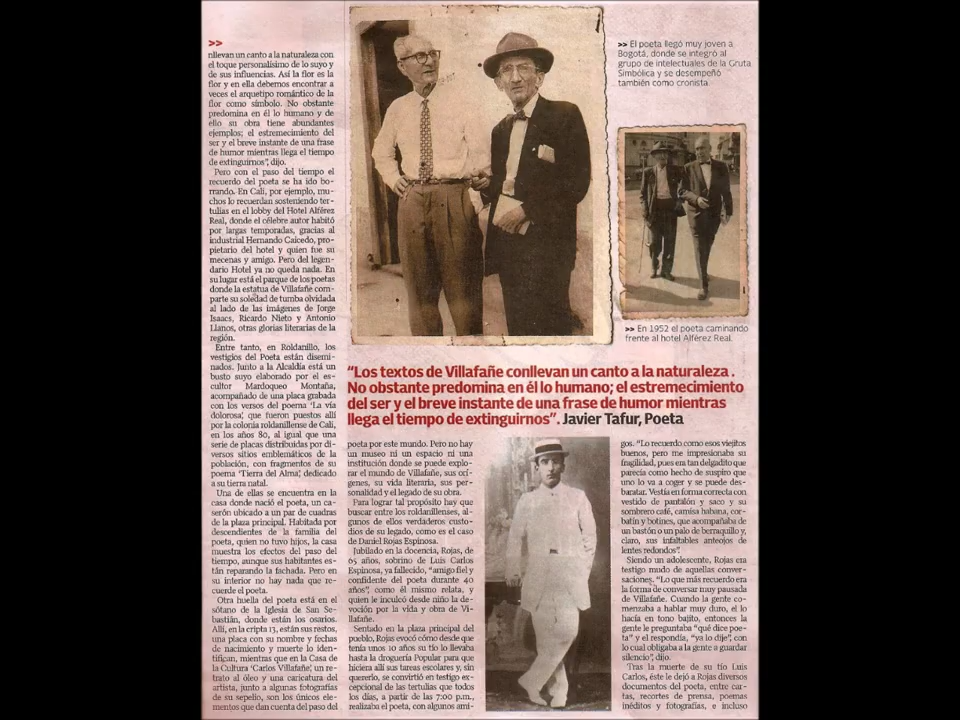 >>
nllevan un canto a la naturaleza con
el toque personalísimo de lo suyo y
de sus influencias. Así la flor es la
flor y en ella debemos encontrar a
veces el arquetipo romántico de la
flor como símbolo. No obstante
predomina en él lo humano y de
ello su obra tiene abundantes
ejemplos; el estremecimiento del
ser y el breve instante de una frase
de humor mientras llega el tiempo
de extinguirnos”, dijo.
Pero con el paso del tiempo el
recuerdo del poeta se ha ido bo-
rrando. En Cali, por ejemplo, mu-
chos lo recuerdan sosteniendo ter-
tulias en el lobby del Hotel Alférez
Real, donde el célebre autor habitó
por largas temporadas, gracias al
industrial Hernando Caicedo, pro-
pietario del hotel y quien fue su
mecenas y amigo. Pero del legen-
dario Hotel ya no queda nada. En
su lugar está el parque de los poetas
donde la estatua de Villafañe com-
parte su soledad de tumba olvidada
al lado de las imágenes de Jorge
Isaacs, Ricardo Nieto y Antonio
Llanos, otras glorias literarias de la
región.
Entre tanto, en Roldanillo, los
vestigios del Poeta están disemi-
nados. Junto a la Alcaldía está un
busto suyo elaborado por el es-
cultor Mardoqueo Montaña,
acompañado de una placa grabada
con los versos del poema ‘La vía
dolorosa’, que fueron puestos allí
por la colonia roldanillense de Cali,
en los años 80, al igual que una
serie de placas distribuidas por di-
versos sitios emblemáticos de la
población, con fragmentos de su
poema ‘Tierra del Alma’, dedicado
a su tierra natal.
Una de ellas se encuentra en la
casa donde nació el poeta, un ca-
serón ubicado a un par de cuadras
de la plaza principal. Habitada por
descendientes de la familia del
poeta, quien no tuvo hijos, la casa
muestra los efectos del paso del
tiempo, aunque sus habitantes es-
tán reparando la fachada. Pero en
su interior no hay nada que re-
cuerde el poeta.
Otra huella del poeta está en el
sótano de la Iglesia de San Se-
bastián, donde están los osarios.
Allí, en la cripta 13, están sus restos,
una placa con su nombre y fechas
de nacimiento y muerte lo iden-
tifican, mientras que en la Casa de
la Cultura ‘Carlos Villafañe’, un re-
trato al óleo y una caricatura del
artista, junto a algunas fotografías
de su sepelio, son los únicos ele-
mentos que dan cuenta del paso del
>> El poeta llegó muy joven a
Bogotá, donde se integró al
grupo de intelectuales de la Gruta
Simbólica y se desempeñó
también como cronista.
>> En 1952 el poeta caminando
frente al hotel Alférez Real.
“Los textos de Villafañe conllevan un canto a la naturaleza .
No obstante predomina en él lo humano; el estremecimiento
del ser y el breve instante de una frase de humor mientras
llega el tiempo de extinguirnos”. Javier Tafur, Poeta
poeta por este mundo. Pero no hay
un museo ni un espacio ni una
institución donde se puede explo-
rar el mundo de Villafañe, sus orí-
genes, su vida literaria, sus per-
sonalidad y el legado de su obra.
Para lograr tal propósito hay que
buscar entre los roldanillenses, al-
gunos de ellos verdaderos custo-
dios de su legado, como es el caso
de Daniel Rojas Espinosa.
Jubilado en la docencia, Rojas, de
65 años, sobrino de Luis Carlos
Espinosa, ya fallecido, “amigo fiel y
confidente del poeta durante 40
años”, como él mismo relata, y
quien le inculcó desde niño la de-
voción por la vida y obra de Vi-
llafañe.
Sentado en la plaza principal del
pueblo, Rojas evocó cómo desde que
tenía unos 10 años su tío lo llevaba
hasta la droguería Popular para que
hiciera allí sus tareas escolares y, sin
quererlo, se convirtió en testigo ex-
cepcional de las tertulias que todos
los días, a partir de las 7:00 p.m.,
realizaba el poeta, con algunos ami-
gos. “Lo recuerdo como esos viejitos
buenos, pero me impresionaba su
fragilidad, pues era tan delgadito que
parecía como hecho de suspiro que
uno lo va a coger y se puede des-
baratar. Vestía en forma correcta con
vestido de pantalón y saco y su
sombrero café, camisa habana, cor-
batín y botines, que acompañaba de
un bastón o un palo de berraquillo y,
claro, sus infaltables anteojos de
lentes redondos”.
Siendo un adolescente, Rojas era
testigo mudo de aquellas conver-
saciones. “Lo que más recuerdo era
la forma de conversar muy pausada
de Villafañe. Cuando la gente co-
menzaba a hablar muy duro, el lo
hacía en tono bajito, entonces la
gente le preguntaba “qué dice poe-
ta” y el respondía, “ya lo dije”, con
lo cual obligaba a la gente a guardar
silencio”, dijo.
Tras la muerte de su tío Luis
Carlos, éste le dejó a Rojas diversos
documentos del poeta, entre car-
tas, recortes de prensa, poemas
inéditos y fotografías, e incluso